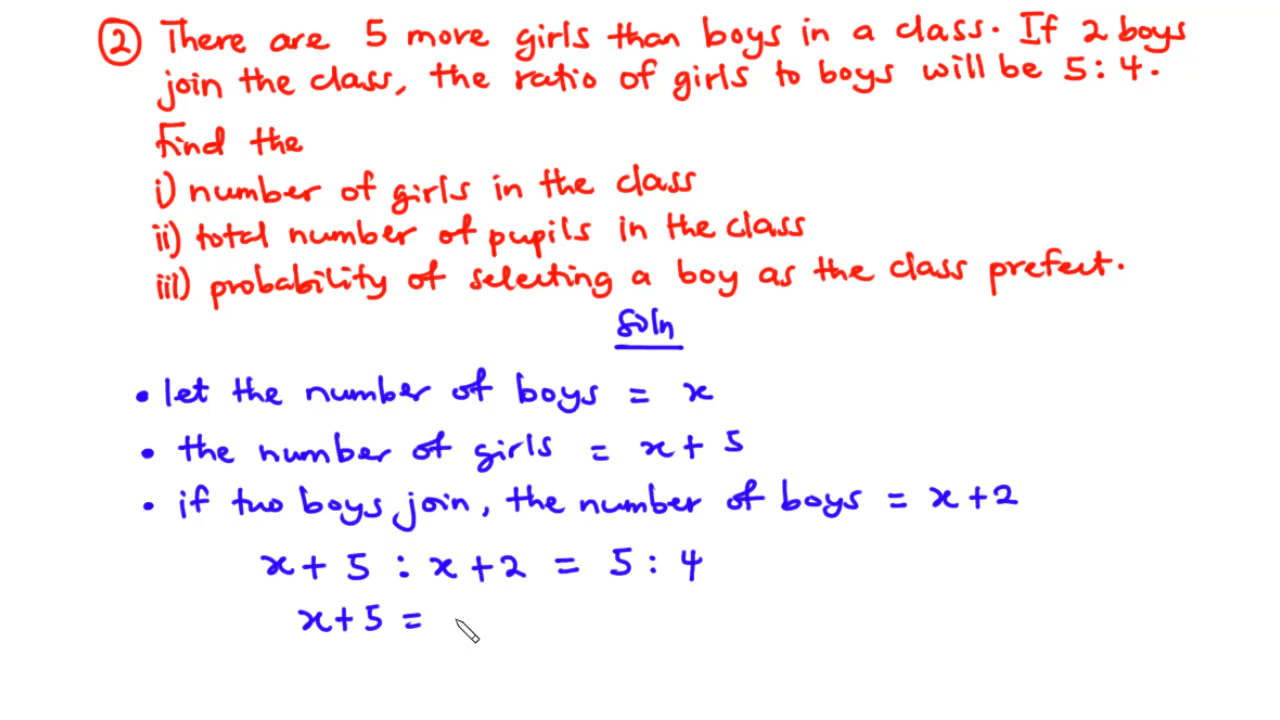 ② There are 5 more girls than boys in a class. If 2 boys
join the class, the ratio of girls to boys will be 5 : 4.
Find the
i) number of girls in the class
ii) total number of pupils in the class
iii) probability of selecting a boy as the class prefect.
Soln
• let the number of boys = x
• the number of girls = x + 5
• if two boys join, the number of boys = x + 2
x + 5 : x + 2 = 5 : 4
x + 5 =